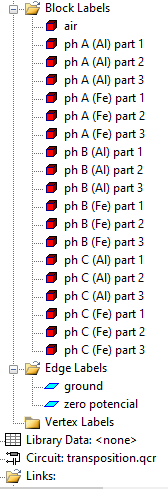 Block Labels
air
ph A (Al) part 1
ph A (Al) part 2
ph A (Al) part 3
ph A (Fe) part 1
ph A (Fe) part 2
ph A (Fe) part 3
ph B (Al) part 1
ph B (Al) part 2
ph B (Al) part 3
ph B (Fe) part 1
ph B (Fe) part 2
ph B (Fe) part 3
ph C (Al) part 1
ph C (Al) part 2
ph C (Al) part 3
ph C (Fe) part 1
ph C (Fe) part 2
ph C (Fe) part 3
Edge Labels
ground
zero potencial
Vertex Labels
Library Data: <none>
Circuit: transposition.qcr
Links: